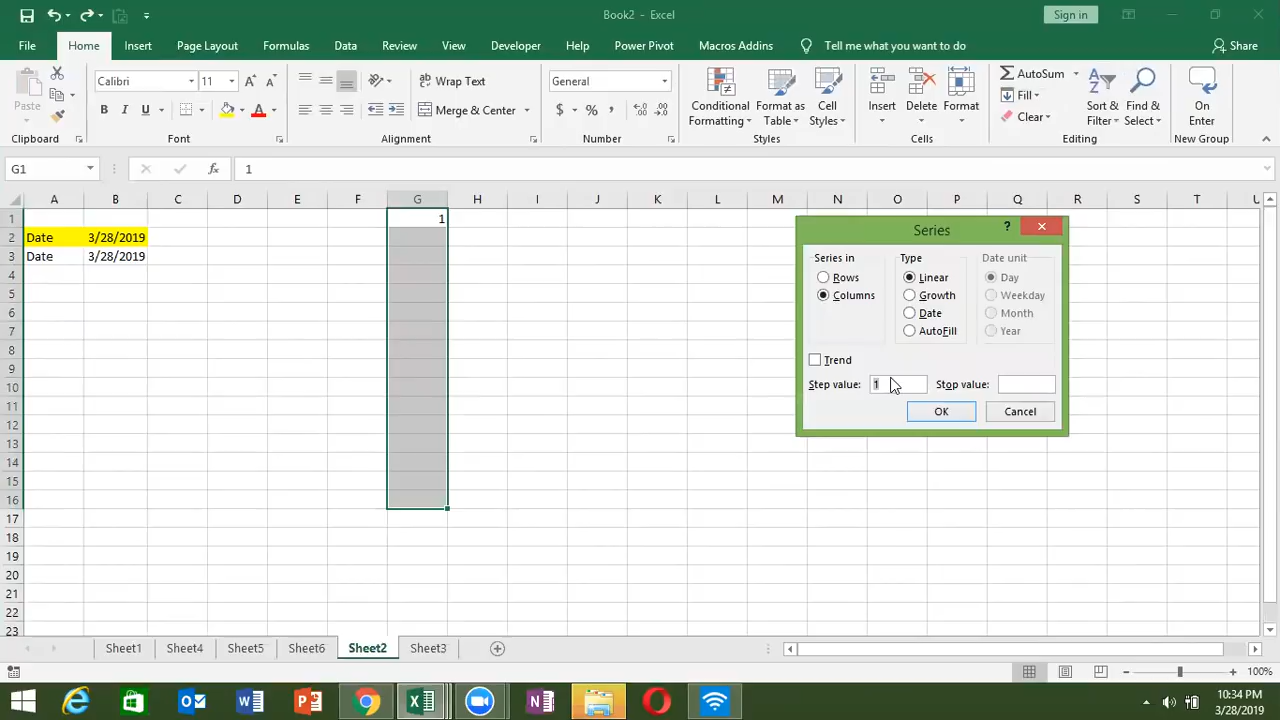 Book2 - Excel
Sign in
File Home Insert Page Layout Formulas Data Review View Developer Help Power Pivot Macros Addins Tell me what you want to do Share
Paste
Calibri 11
B I U
Wrap Text
Merge & Center
General
$ % ,
Conditional Formatting
Format as Table
Cell Styles
Insert
Delete
Format
AutoSum
Fill
Clear
Sort & Filter
Find & Select
On Enter
Clipboard Font Alignment Number Styles Cells Editing New Group
G1 fx 1
A B C D E F G H I J K L M N O P Q R S T U
1 1
2 Date 3/28/2019
3 Date 3/28/2019
4
5
6
7
8
9
10
11
12
13
14
15
16
17
18
19
20
21
22
23
Series ?
Series in Type Date unit
Rows Linear Day
Columns Growth Weekday
Date Month
AutoFill Year
Trend
Step value: 1 Stop value:
OK Cancel
Sheet1 Sheet4 Sheet5 Sheet6 Sheet2 Sheet3
100%
10:34 PM
3/28/2019